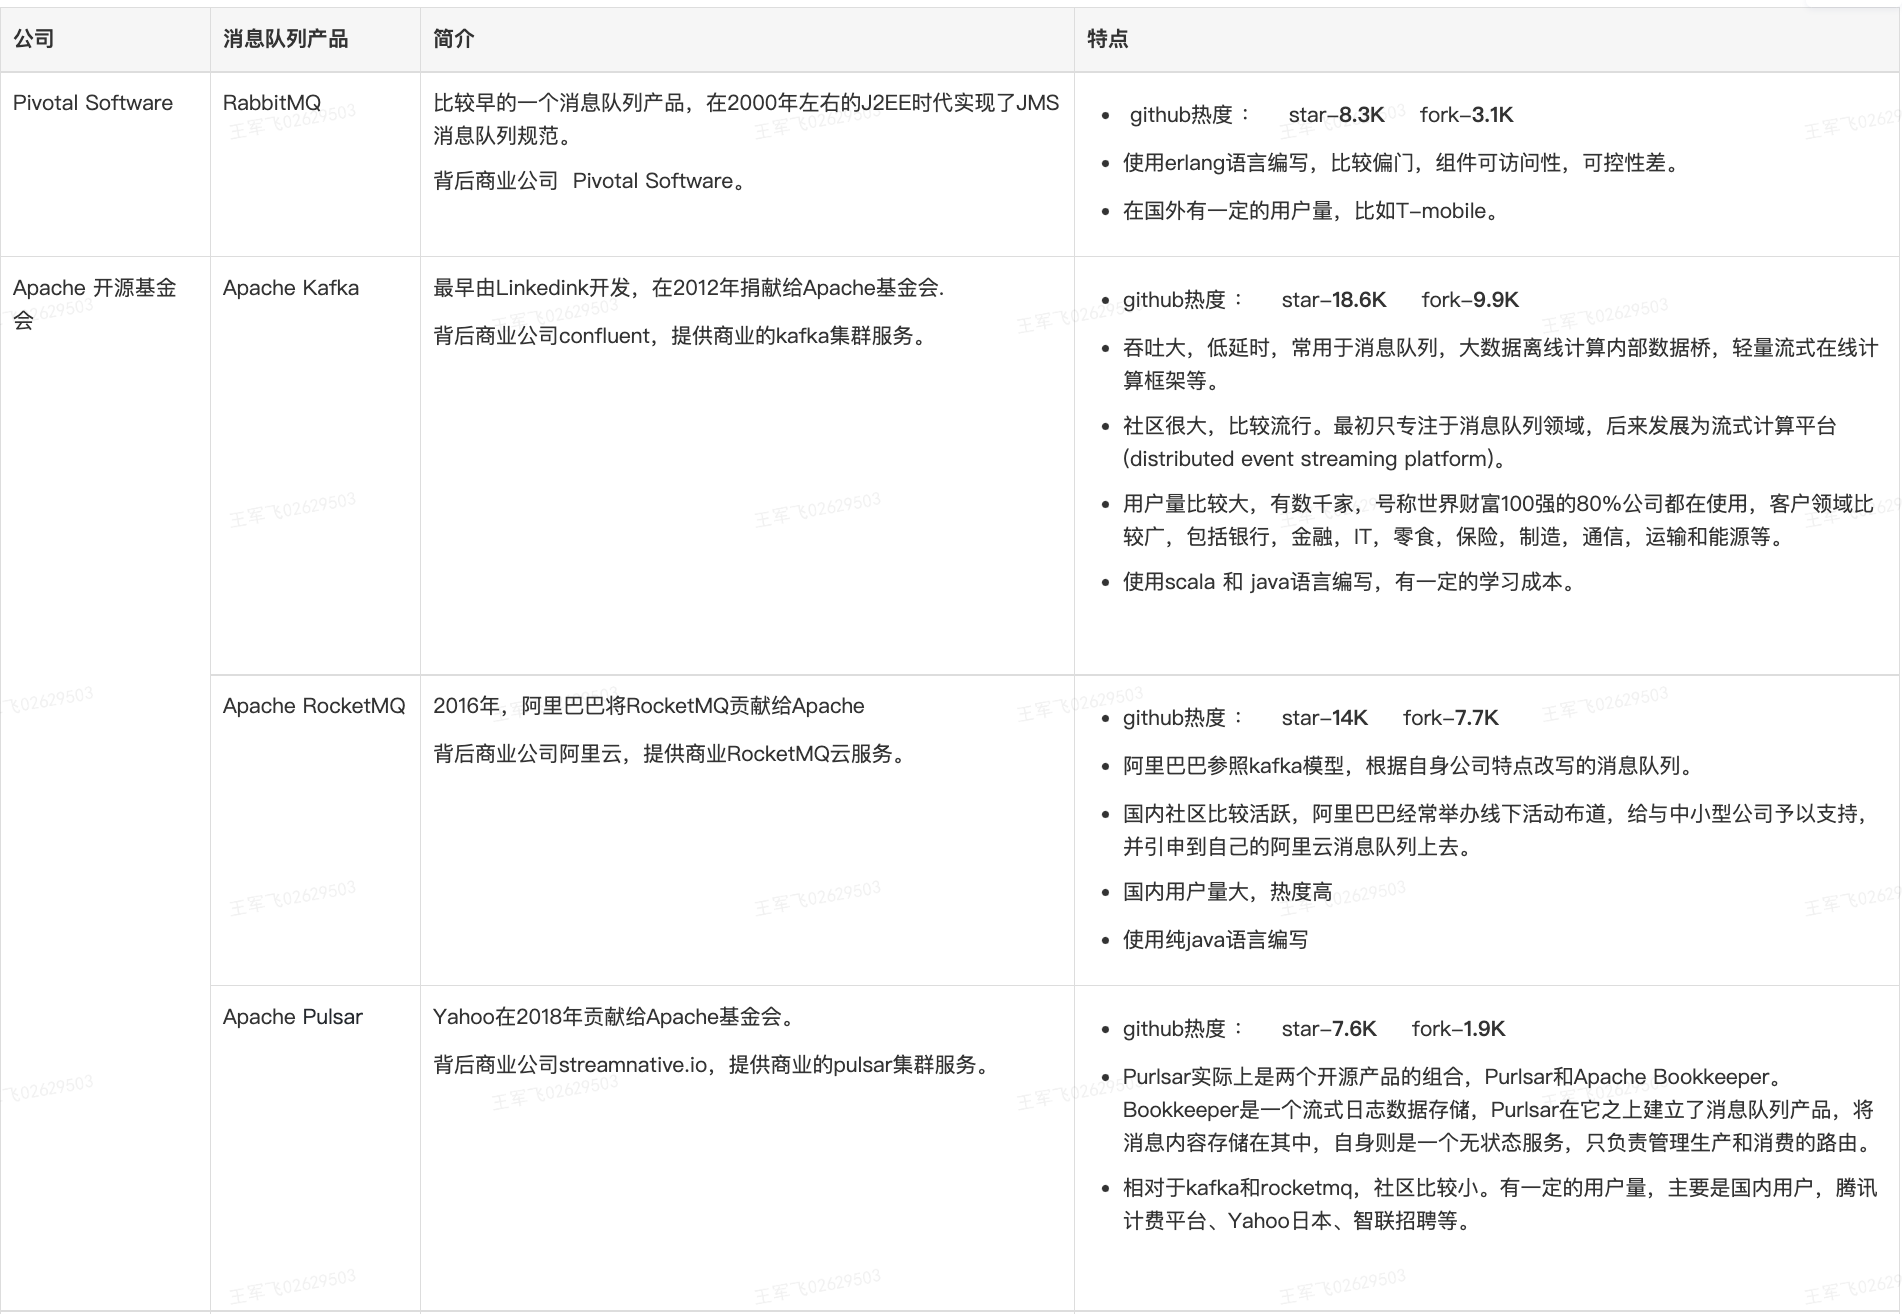 公司
消息队列产品
简介
特点
Pivotal Software
RabbitMQ
比较早的一个消息队列产品，在2000年左右的J2EE时代实现了JMS
消息队列规范。
背后商业公司 Pivotal Software。
github热度： star-8.3K fork-3.1K
使用erlang语言编写，比较偏门，组件可访问性，可控性差。
在国外有一定的用户量，比如T-mobile。
Apache 开源基金
会
Apache Kafka
最早由Linkedink开发，在2012年捐献给Apache基金会.
背后商业公司confluent，提供商业的kafka集群服务。
github热度： star-18.6K fork-9.9K
吞吐大，低延时，常用于消息队列，大数据离线计算内部数据桥，轻量流式在线计
算框架等。
社区很大，比较流行。最初只专注于消息队列领域，后来发展为流式计算平台
(distributed event streaming platform)。
用户量比较大，有数千家，号称世界财富100强的80%公司都在使用，客户领域比
较广，包括银行，金融，IT，零食，保险，制造，通信，运输和能源等。
使用scala 和 java语言编写，有一定的学习成本。
Apache RocketMQ
2016年，阿里巴巴将RocketMQ贡献给Apache
背后商业公司阿里云，提供商业RocketMQ云服务。
github热度： star-14K fork-7.7K
阿里巴巴参照kafka模型，根据自身公司特点改写的消息队列。
国内社区比较活跃，阿里巴巴经常举办线下活动布道，给与中小型公司予以支持，
并引申到自己的阿里云消息队列上去。
国内用户量大，热度高
使用纯java语言编写
Apache Pulsar
Yahoo在2018年贡献给Apache基金会。
背后商业公司streamnative.io，提供商业的pulsar集群服务。
github热度： star-7.6K fork-1.9K
Purlsar实际上是两个开源产品的组合，Purlsar和Apache Bookkeeper。
Bookkeeper是一个流式日志数据存储，Purlsar在它之上建立了消息队列产品，将
消息内容存储在其中，自身则是一个无状态服务，只负责管理生产和消费的路由。
相对于kafka和rocketmq，社区比较小。有一定的用户量，主要是国内用户，腾讯
计费平台、Yahoo日本、智联招聘等。
王军飞02629503